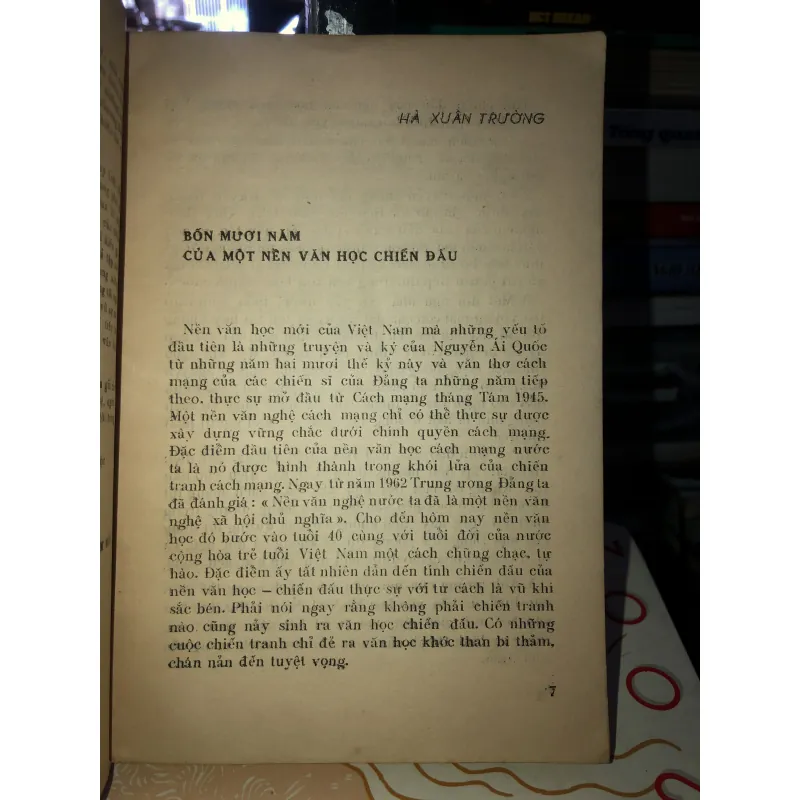 HÀ XUÂN TRƯỜNG
BỐN MƯƠI NĂM
CỦA MỘT NỀN VĂN HỌC CHIẾN ĐẤU
Nền văn học mới của Việt Nam mà những yếu tố
đầu tiên là những truyện và ký của Nguyễn Ái Quốc
từ những năm hai mươi thế kỷ này và văn thơ cách
mạng của các chiến sĩ của Đảng ta những năm tiếp
theo, thực sự mở đầu từ Cách mạng tháng Tám 1945.
Một nền văn nghệ cách mạng chỉ có thể thực sự được
xây dựng vững chắc dưới chính quyền cách mạng.
Đặc điểm đầu tiên của nền văn học cách mạng nước
ta là nó được hình thành trong khói lửa của chiến
tranh cách mạng. Ngay từ năm 1962 Trung ương Đảng ta
đã đánh giá : « Nền văn nghệ nước ta đã là một nền văn
nghệ xã hội chủ nghĩa ». Cho đến hôm nay nền văn
học đó bước vào tuổi 40 cùng với tuổi đời của nước
cộng hòa trẻ tuổi Việt Nam một cách chững chạc, tự
hào. Đặc điểm ấy tất nhiên dẫn đến tính chiến đấu của
nền văn học — chiến đấu thực sự với tư cách là vũ khí
sắc bén. Phải nói ngay rằng không phải chiến tranh
nào cũng nảy sinh ra văn học chiến đấu. Có những
cuộc chiến tranh chỉ đẻ ra văn học khóc than bi thảm,
chán nản đến tuyệt vọng.
7